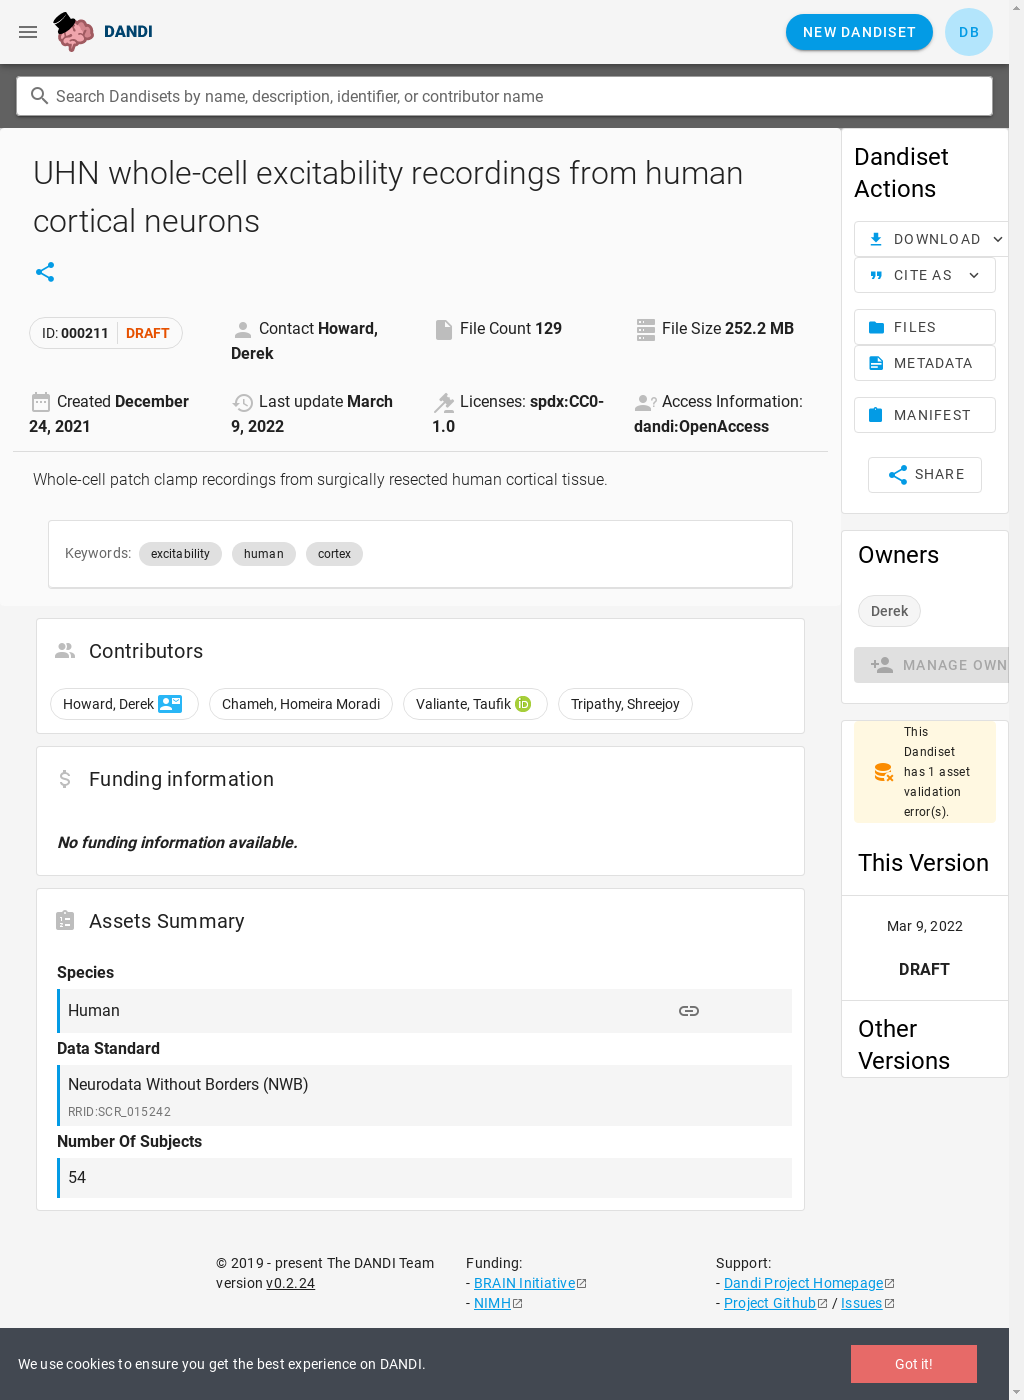 DANDI
NEW DANDISET
DB
Search Dandisets by name, description, identifier, or contributor name
UHN whole-cell excitability recordings from human
cortical neurons
ID: 000211 DRAFT
Contact Howard,
Derek
File Count 129
File Size 252.2 MB
Created December
24, 2021
Last update March
9, 2022
Licenses: spdx:CC0-
1.0
Access Information:
dandi:OpenAccess
Whole-cell patch clamp recordings from surgically resected human cortical tissue.
Keywords: excitability human cortex
Contributors
Howard, Derek
Chameh, Homeira Moradi
Valiante, Taufik iD
Tripathy, Shreejoy
Funding information
No funding information available.
Assets Summary
Species
Human
Data Standard
Neurodata Without Borders (NWB)
RRID:SCR_015242
Number Of Subjects
54
Dandiset
Actions
DOWNLOAD
CITE AS
FILES
METADATA
MANIFEST
SHARE
Owners
Derek
MANAGE OWN
This
Dandiset
has 1 asset
validation
error(s).
This Version
Mar 9, 2022
DRAFT
Other
Versions
© 2019 - present The DANDI Team
version v0.2.24
Funding:
- BRAIN Initiative
- NIMH
Support:
- Dandi Project Homepage
- Project Github / Issues
We use cookies to ensure you get the best experience on DANDI.
Got it!